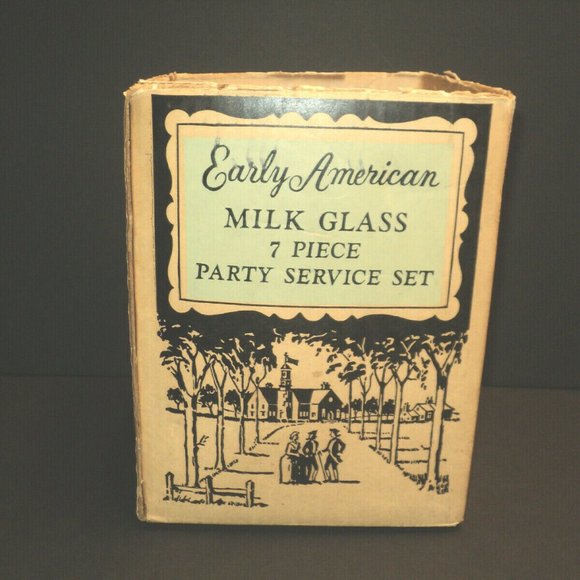 Early American
MILK GLASS
7 PIECE
PARTY SERVICE SET